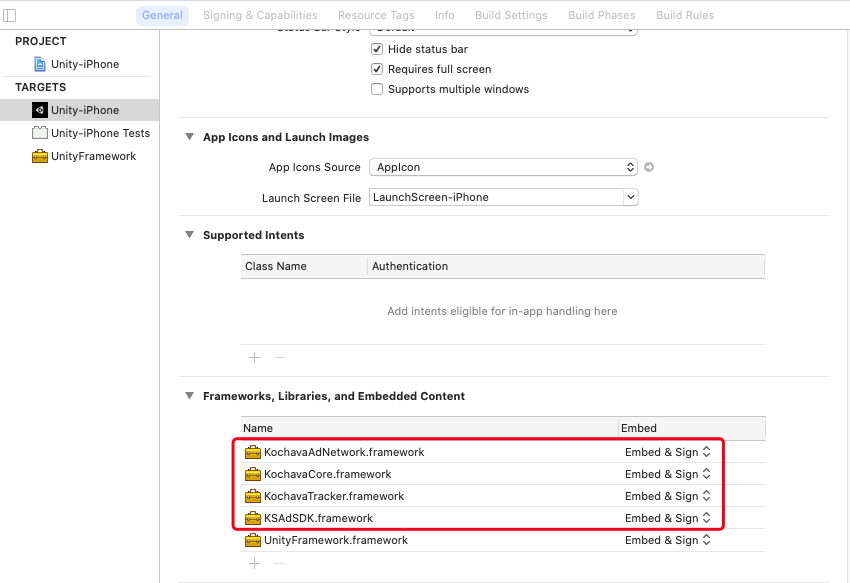 General Signing & Capabilities Resource Tags Info Build Settings Build Phases Build Rules
PROJECT
Unity-iPhone
TARGETS
Unity-iPhone
Unity-iPhone Tests
UnityFramework
Status Bar Style Default
Hide status bar
Requires full screen
Supports multiple windows
App Icons and Launch Images
App Icons Source AppIcon
Launch Screen File LaunchScreen-iPhone
Supported Intents
Class Name Authentication
Add intents eligible for in-app handling here
Frameworks, Libraries, and Embedded Content
Name Embed
KochavaAdNetwork.framework Embed & Sign
KochavaCore.framework Embed & Sign
KochavaTracker.framework Embed & Sign
KSAdSDK.framework Embed & Sign
UnityFramework.framework Embed & Sign